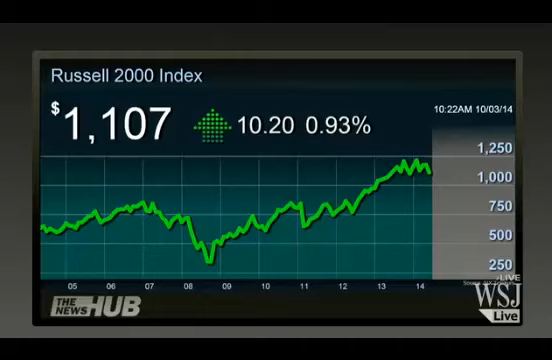 Russell 2000 Index
$1,107 10.20 0.93%
10:22AM 10/03/14
1,250
1,000
750
500
250
05 06 07 08 09 10 11 12 13 14
LIVE
THE NEWS HUB
WSJ
Live